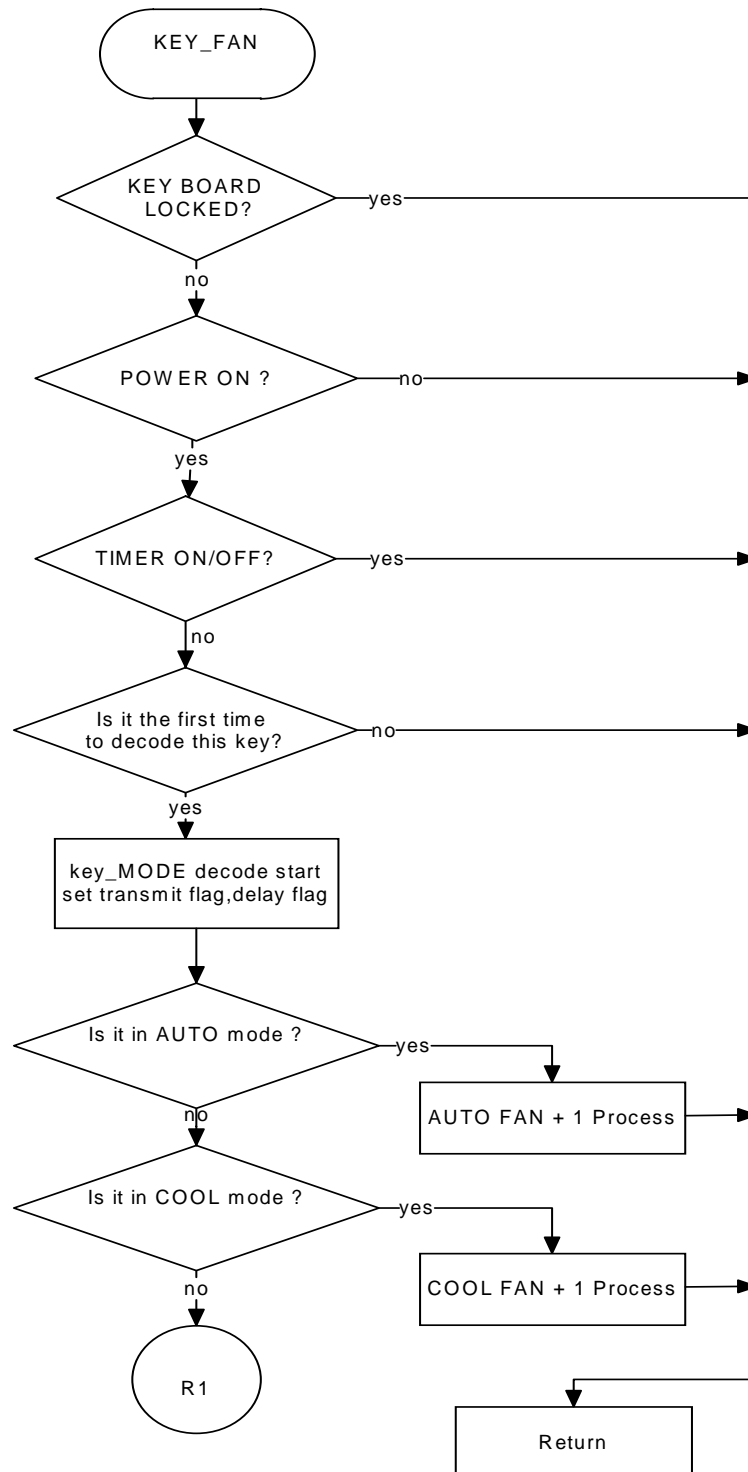 KEY_FAN
KEY BOARD
LOCKED?
yes
no
POWER ON ?
no
yes
TIMER ON/OFF?
yes
no
Is it the first time
to decode this key?
no
yes
key_MODE decode start
set transmit flag,delay flag
Is it in AUTO mode ?
yes
no
AUTO FAN + 1 Process
Is it in COOL mode ?
yes
no
COOL FAN + 1 Process
R1
Return